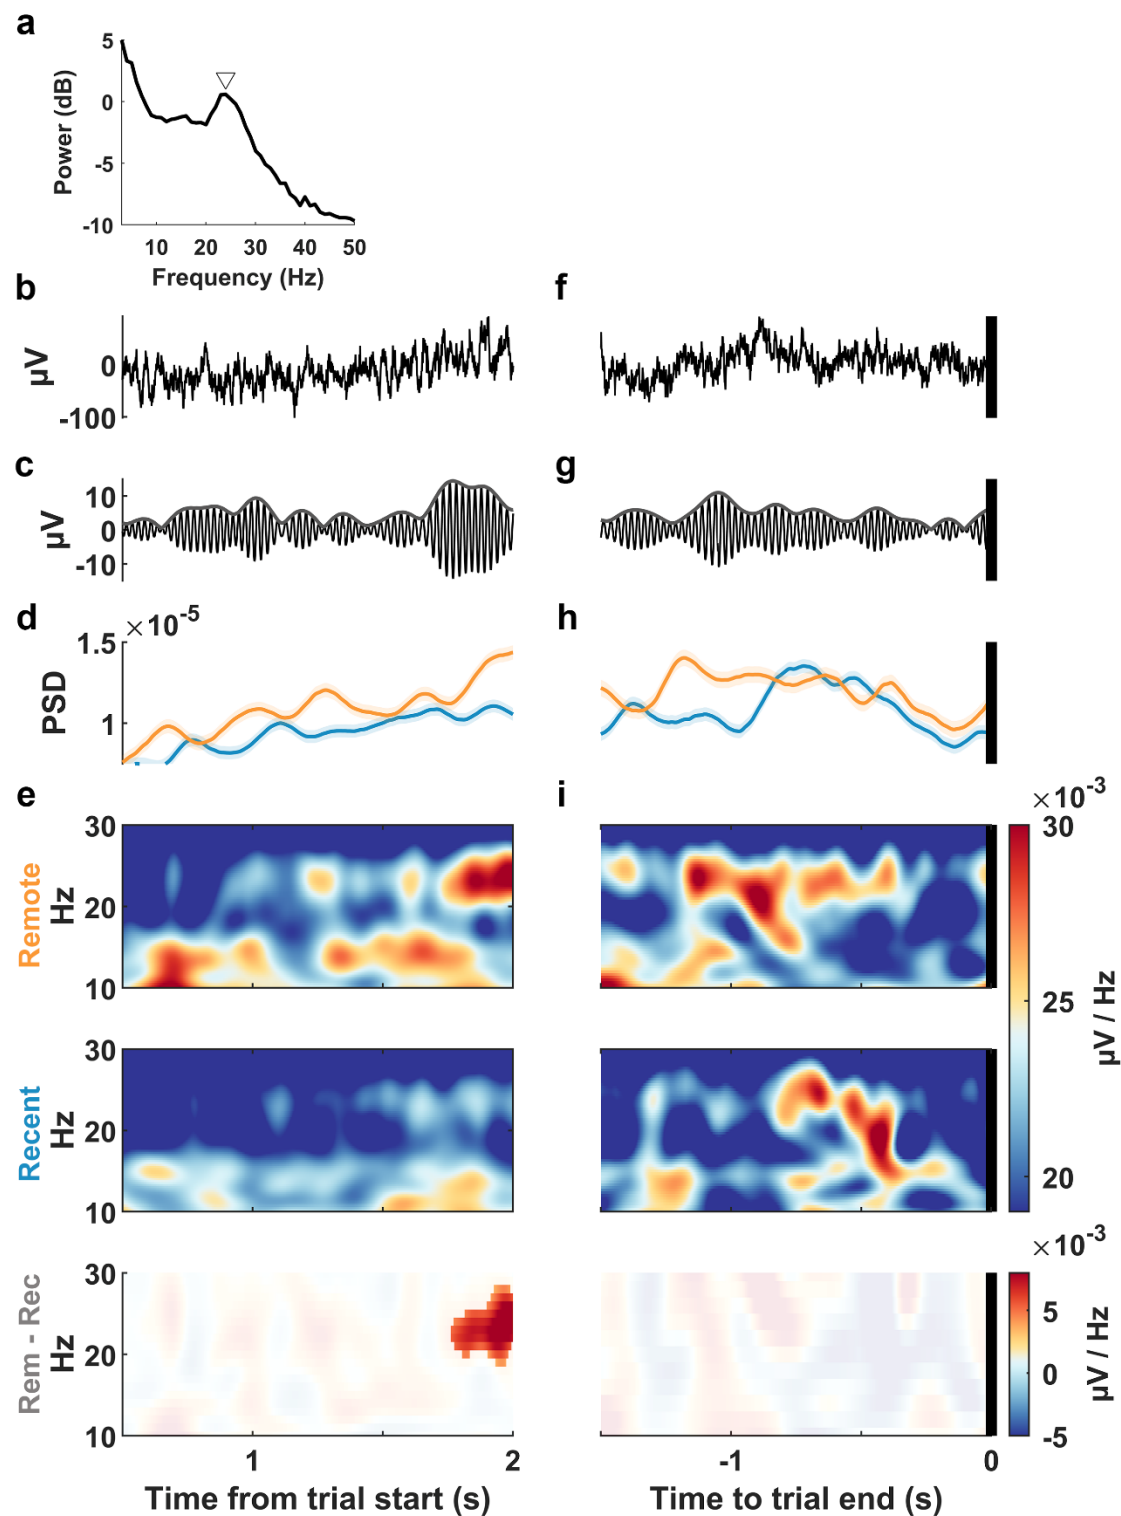 a
5
0
-5
-10
Power (dB)
10 20 30 40 50
Frequency (Hz)
b
0
-100
µV
f
c
10
0
-10
µV
g
d
×10-5
1.5
1
PSD
h
e
30
20
10
Remote
Hz
i
×10-3
30
25
20
µV / Hz
30
20
10
Recent
Hz
30
20
10
Rem - Rec
Hz
×10-3
5
0
-5
µV / Hz
1 2
Time from trial start (s)
-1 0
Time to trial end (s)